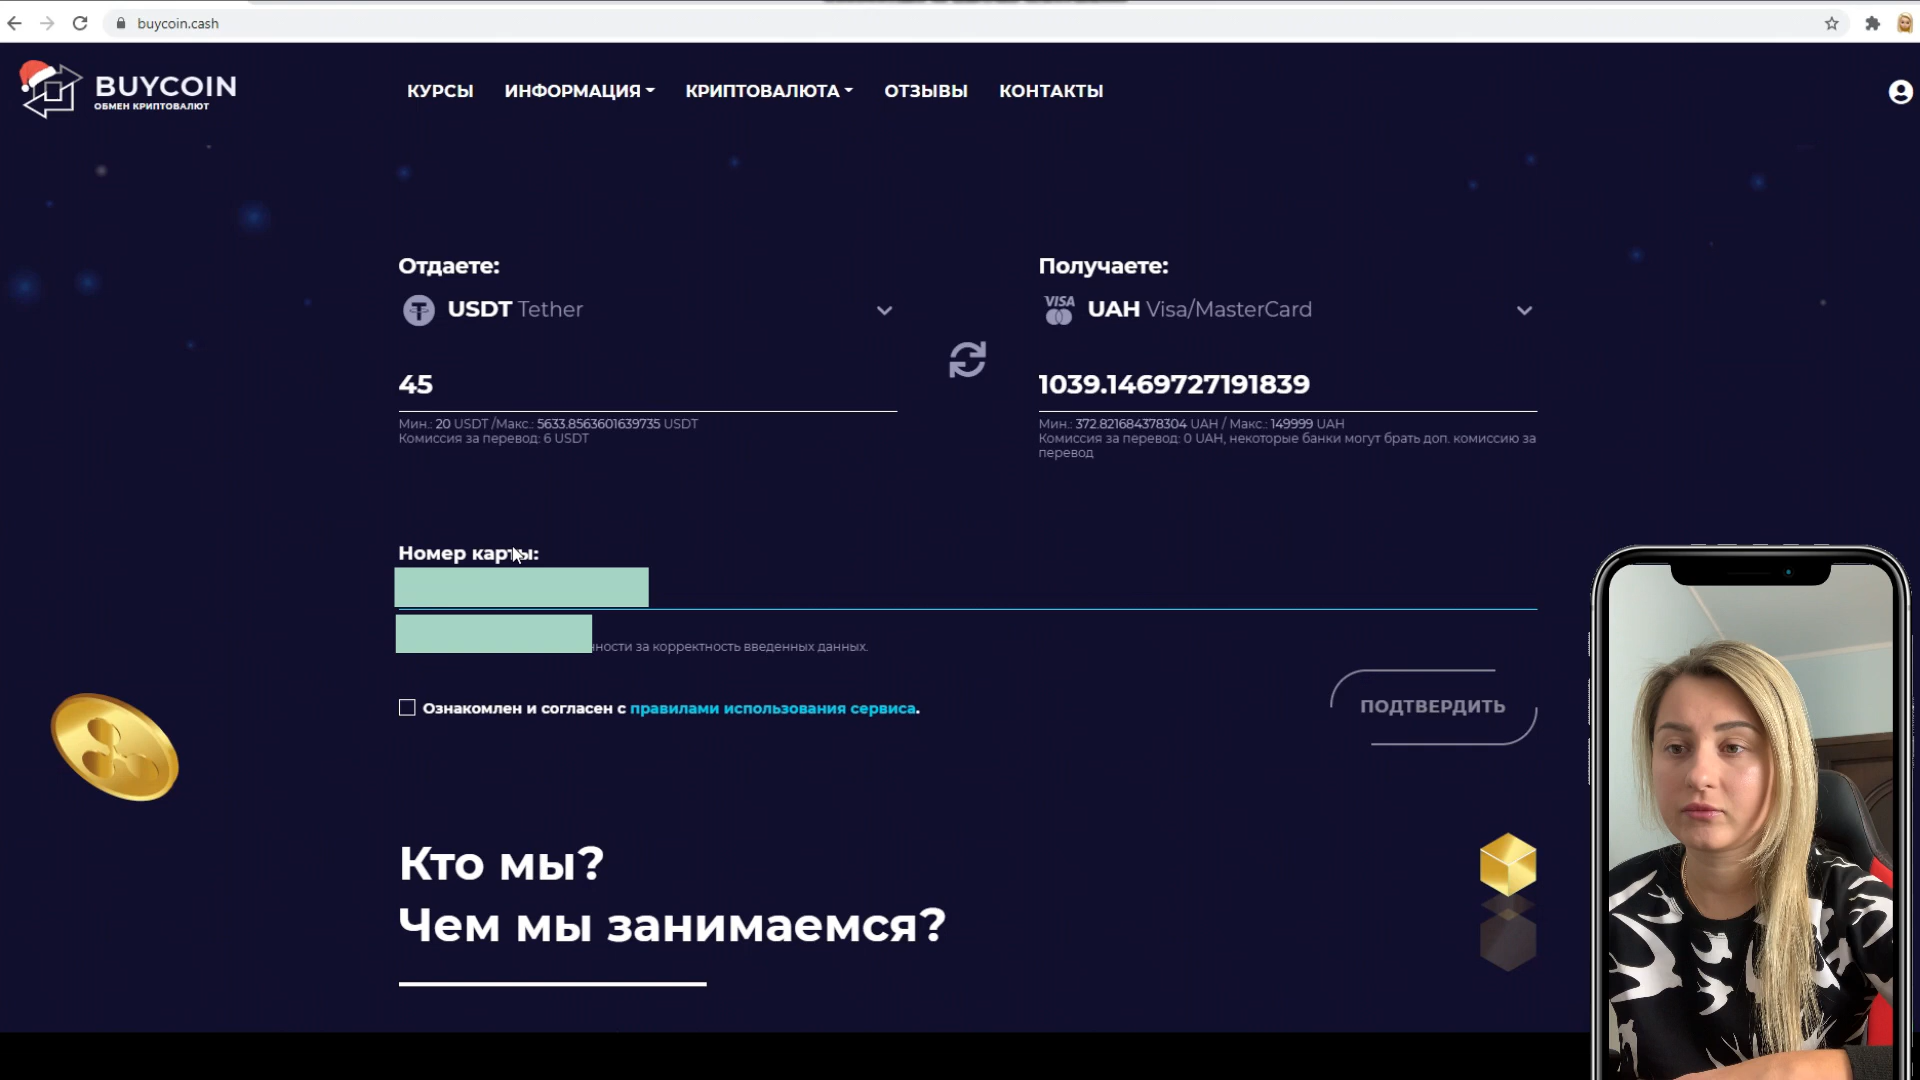 buycoin.cash
BUYCOIN
ОБМЕН КРИПТОВАЛЮТ
КУРСЫ ИНФОРМАЦИЯ КРИПТОВАЛЮТА ОТЗЫВЫ КОНТАКТЫ
Отдаете:
USDT Tether
45
Мин.: 20 USDT /Макс.: 5633.8563601639735 USDT
Комиссия за перевод: 6 USDT
Получаете:
VISA UAH Visa/MasterCard
1039.1469727191839
Мин.: 372.821684378304 UAH / Макс.: 149999 UAH
Комиссия за перевод: 0 UAH, некоторые банки могут брать доп. комиссию за
перевод
Номер карты:
за корректность введенных данных.
Ознакомлен и согласен с правилами использования сервиса.
ПОДТВЕРДИТЬ
Кто мы?
Чем мы занимаемся?